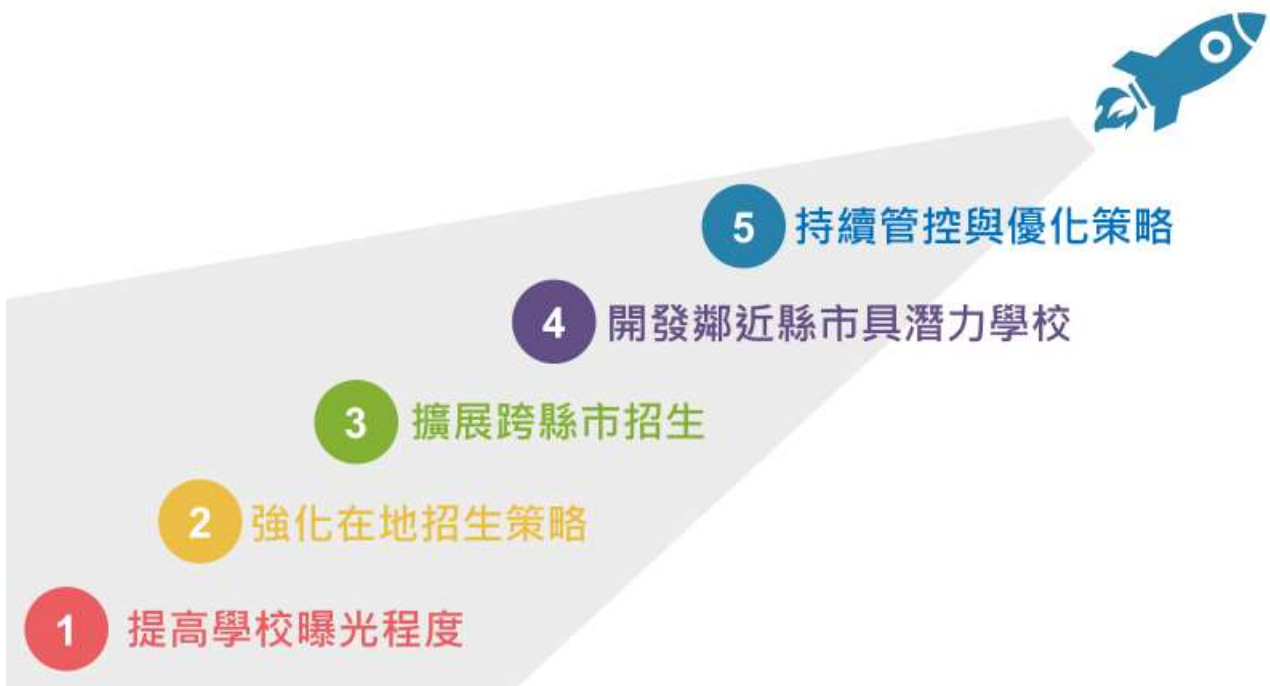 5 持續管控與優化策略
4 開發鄰近縣市具潛力學校
3 擴展跨縣市招生
2 強化在地招生策略
1 提高學校曝光程度